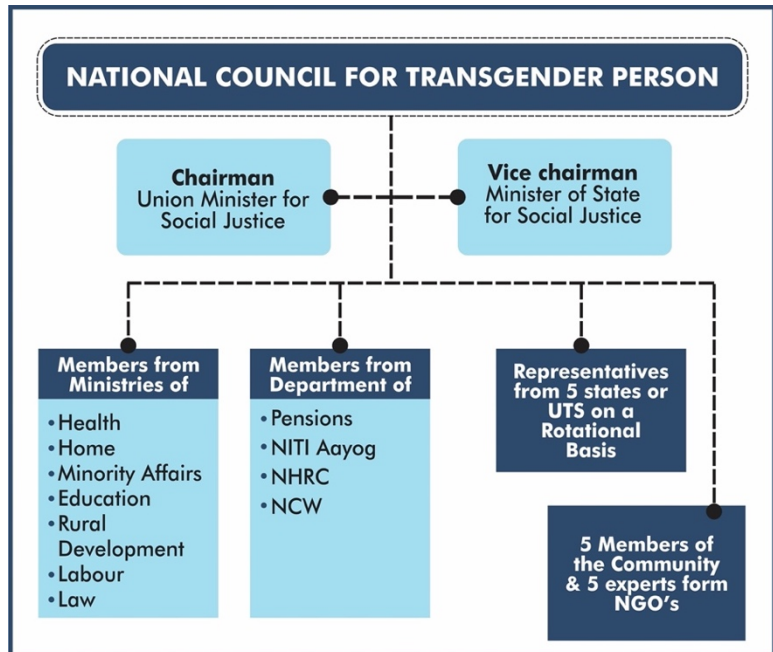 NATIONAL COUNCIL FOR TRANSGENDER PERSON
Chairman
Union Minister for
Social Justice
Vice chairman
Minister of State
for Social Justice
Members from
Ministries of
• Health
• Home
• Minority Affairs
• Education
• Rural
Development
• Labour
• Law
Members from
Department of
• Pensions
• NITI Aayog
• NHRC
• NCW
Representatives
from 5 states or
UTS on a
Rotational
Basis
5 Members of
the Community
& 5 experts form
NGO's